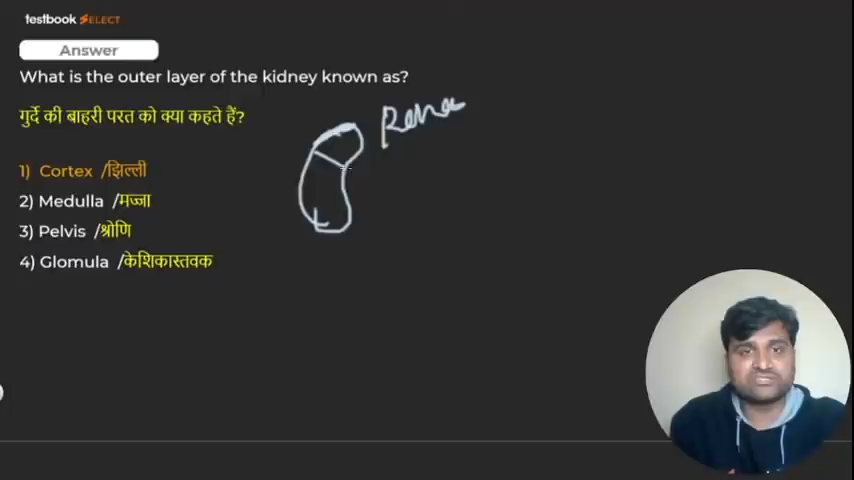 testbook SELECT
Answer
What is the outer layer of the kidney known as?
गुर्दे की बाहरी परत को क्या कहते हैं?
1) Cortex /झिल्ली
2) Medulla /मज्जा
3) Pelvis /श्रोणि
4) Glomula /केशिकास्तवक